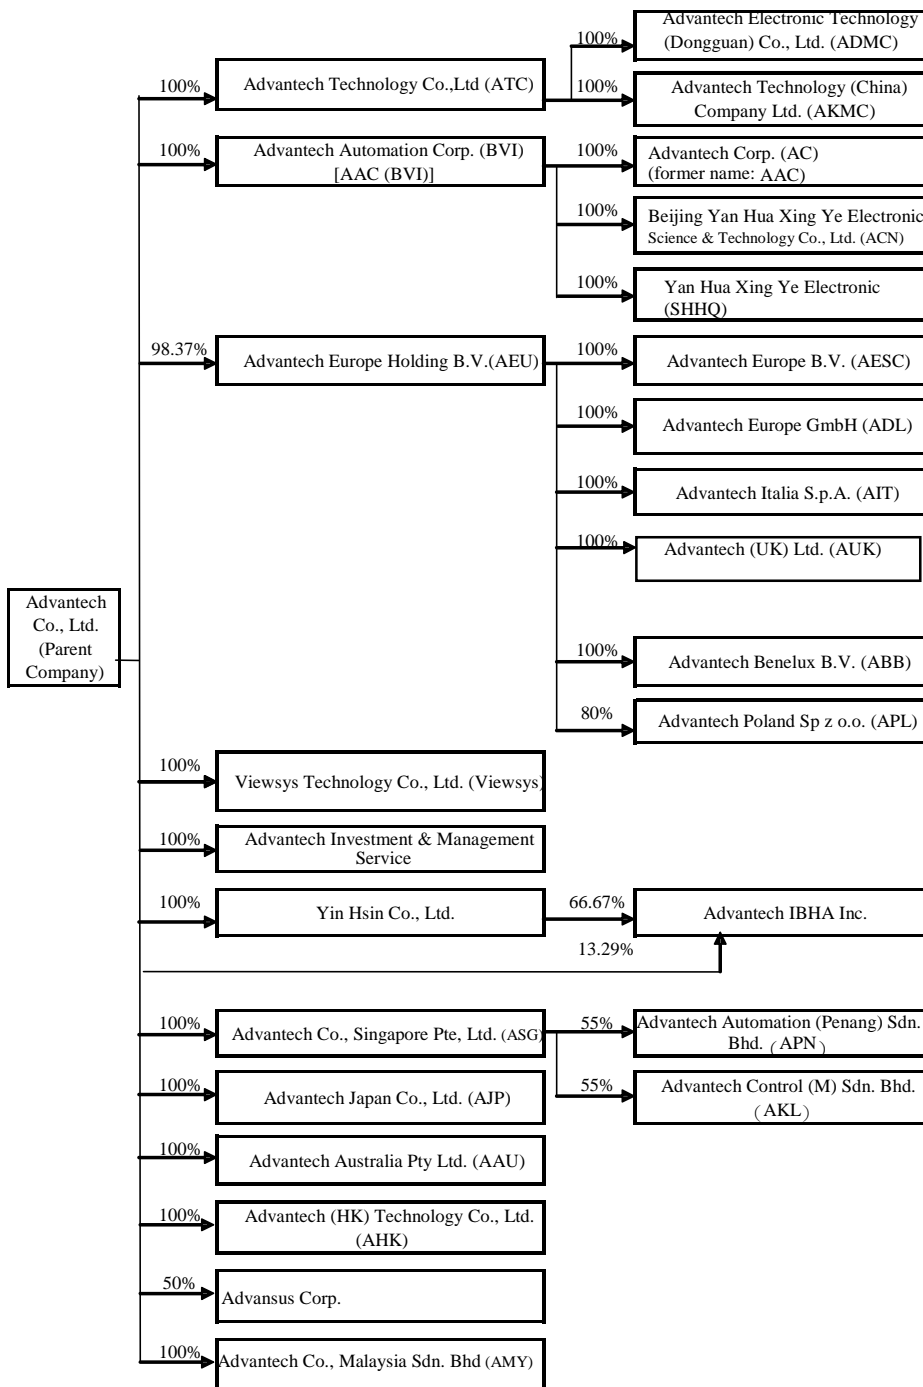 100%
Advantech Technology Co.,Ltd (ATC)
100%
Advantech Electronic Technology
(Dongguan) Co., Ltd. (ADMC)
100%
Advantech Technology (China)
Company Ltd. (AKMC)
100%
Advantech Automation Corp. (BVI)
[AAC (BVI)]
100%
Advantech Corp. (AC)
(former name: AAC)
100%
Beijing Yan Hua Xing Ye Electronic
Science & Technology Co., Ltd. (ACN)
100%
Yan Hua Xing Ye Electronic
(SHHQ)
98.37%
Advantech Europe Holding B.V.(AEU)
100%
Advantech Europe B.V. (AESC)
100%
Advantech Europe GmbH (ADL)
100%
Advantech Italia S.p.A. (AIT)
100%
Advantech (UK) Ltd. (AUK)
Advantech
Co., Ltd.
(Parent
Company)
100%
Advantech Benelux B.V. (ABB)
80%
Advantech Poland Sp z o.o. (APL)
100%
Viewsys Technology Co., Ltd. (Viewsys)
100%
Advantech Investment & Management
Service
100%
Yin Hsin Co., Ltd.
66.67%
Advantech IBHA Inc.
13.29%
100%
Advantech Co., Singapore Pte, Ltd. (ASG)
55%
Advantech Automation (Penang) Sdn.
Bhd. (APN)
55%
Advantech Control (M) Sdn. Bhd.
(AKL)
100%
Advantech Japan Co., Ltd. (AJP)
100%
Advantech Australia Pty Ltd. (AAU)
100%
Advantech (HK) Technology Co., Ltd.
(AHK)
50%
Advansus Corp.
100%
Advantech Co., Malaysia Sdn. Bhd (AMY)